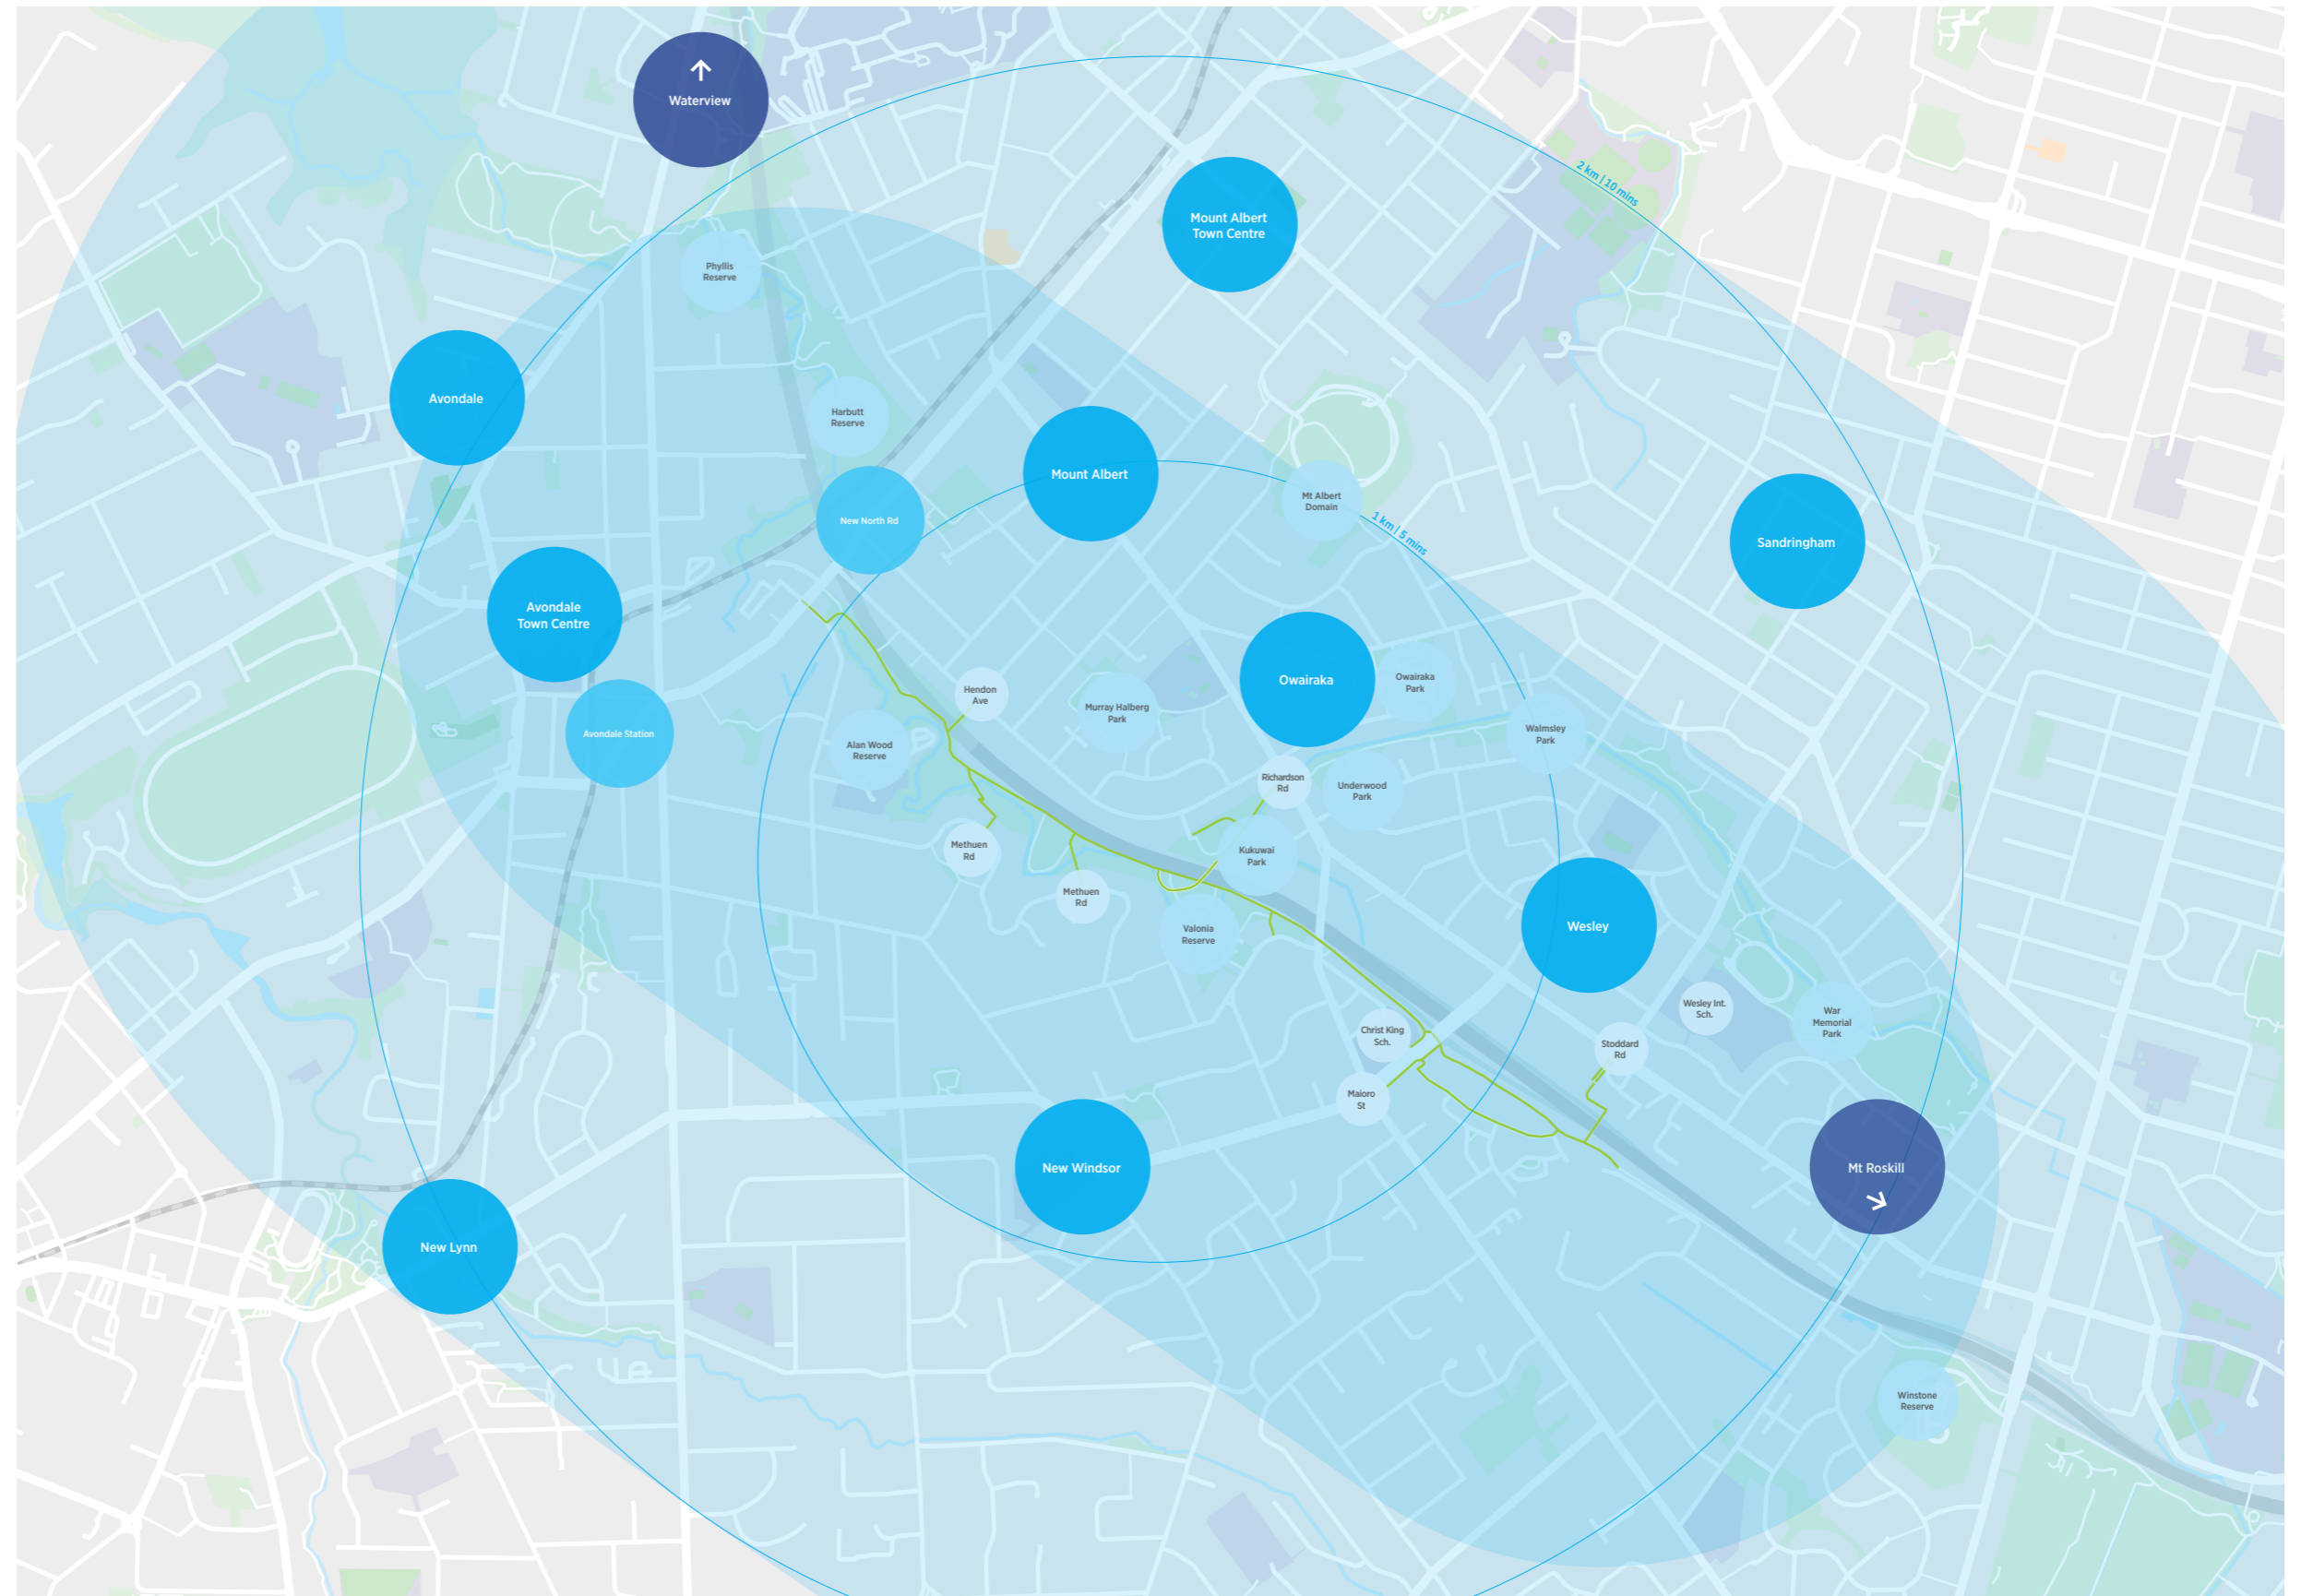 Waterview
2 km | 10 mins
Mount Albert
Town Centre
Phyllis
Reserve
Avondale
Harbutt
Reserve
Mount Albert
Mt Albert
Domain
1 km | 5 mins
New North Rd
Sandringham
Avondale
Town Centre
Owairaka
Owairaka
Park
Hendon
Ave
Murray Halberg
Park
Avondale Station
Alan Wood
Reserve
Walmsley
Park
Richardson
Rd
Underwood
Park
Methuen
Rd
Kukuwai
Park
Methuen
Rd
Valonia
Reserve
Wesley
Wesley Int.
Sch.
War
Memorial
Park
Christ King
Sch.
Stoddard
Rd
Maioro
St
New Windsor
Mt Roskill
New Lynn
Winstone
Reserve